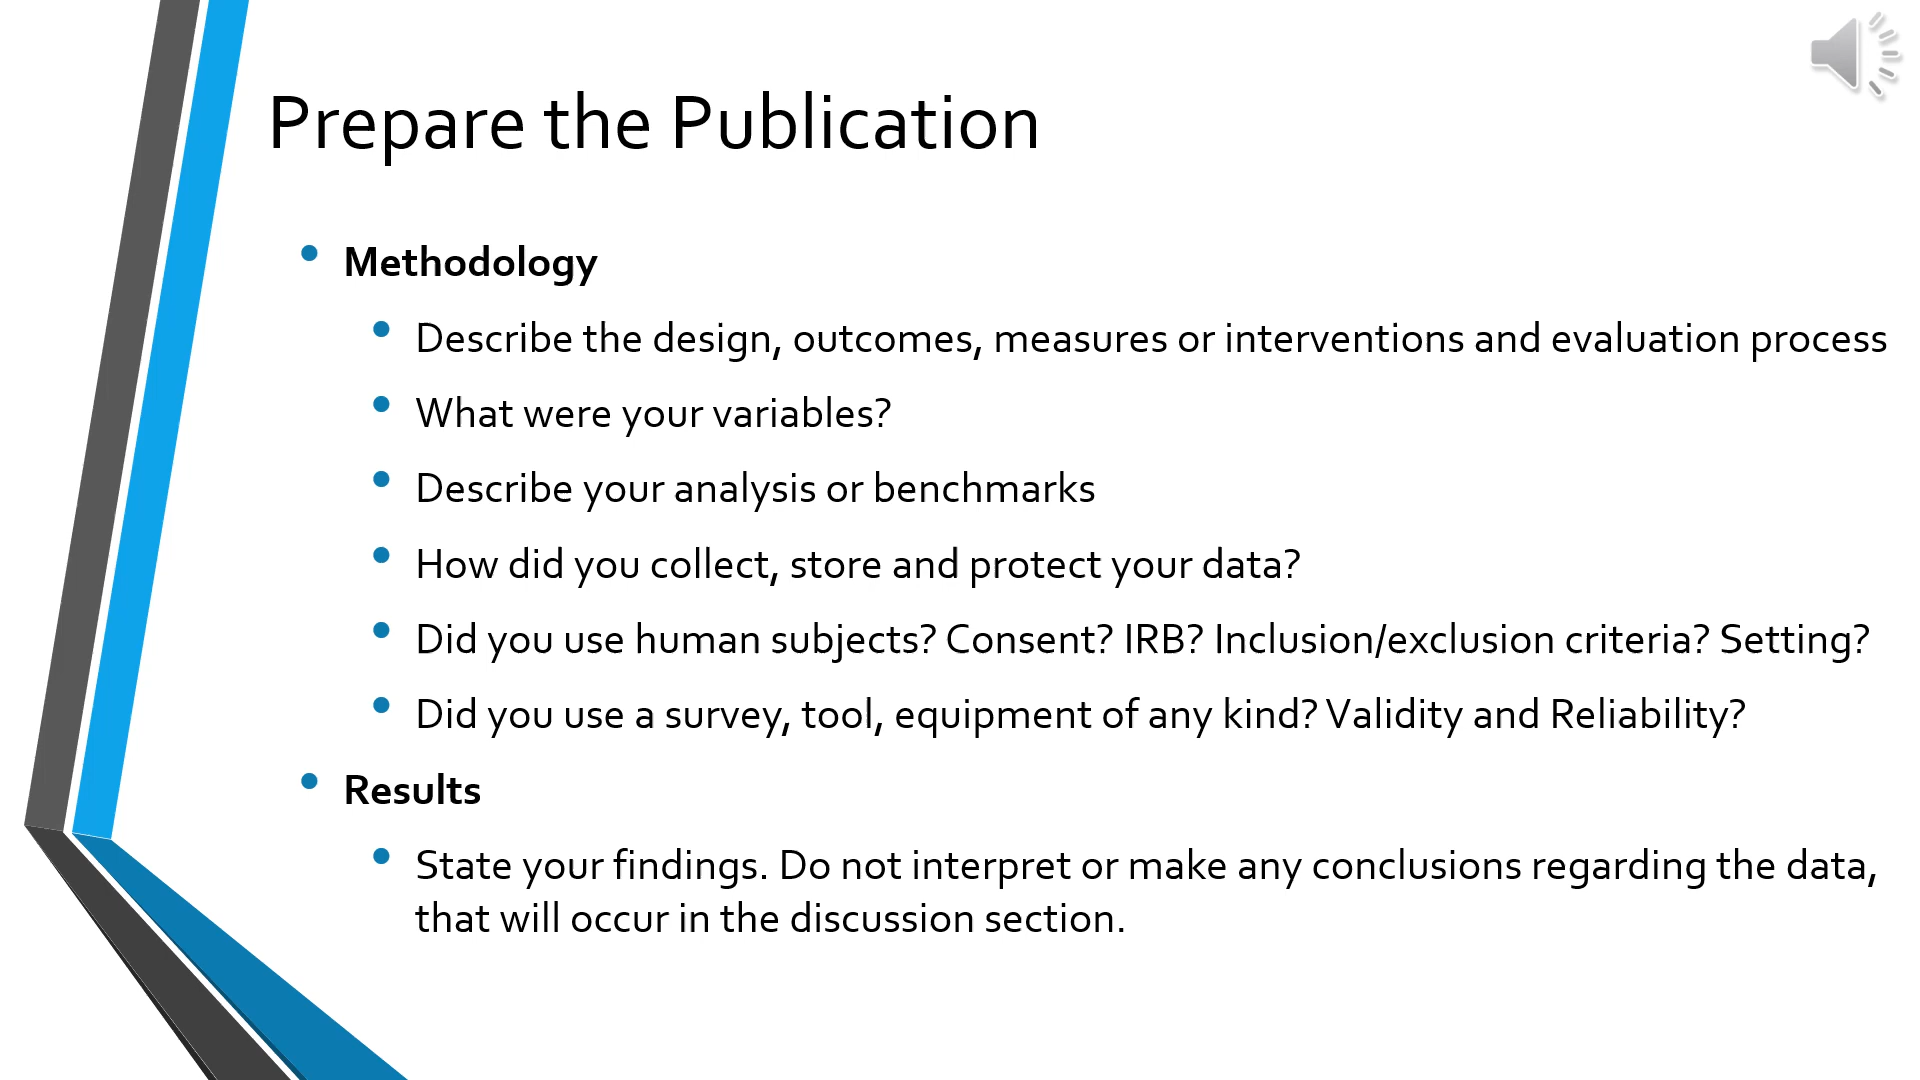 Prepare the Publication
• Methodology
• Describe the design, outcomes, measures or interventions and evaluation process
• What were your variables?
• Describe your analysis or benchmarks
• How did you collect, store and protect your data?
• Did you use human subjects? Consent? IRB? Inclusion/exclusion criteria? Setting?
• Did you use a survey, tool, equipment of any kind? Validity and Reliability?
• Results
• State your findings. Do not interpret or make any conclusions regarding the data,
that will occur in the discussion section.